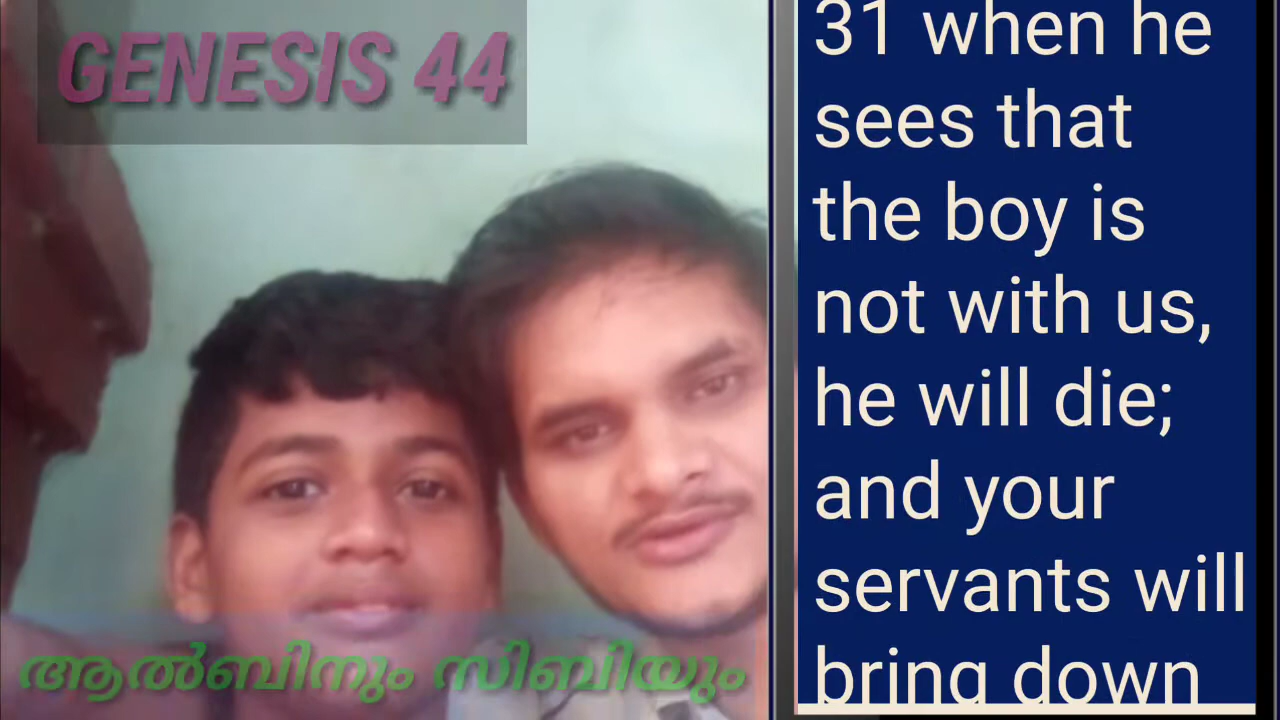 GENESIS 44
ആൽബിനും സിബിയും
31 when he
sees that
the boy is
not with us,
he will die;
and your
servants will
bring down